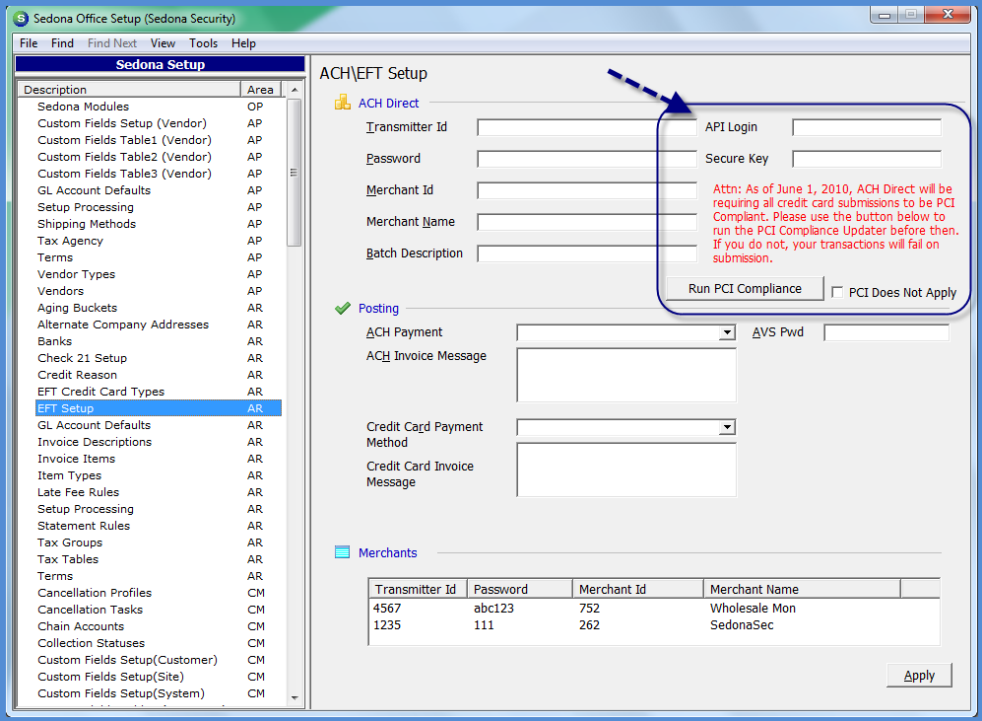 Sedona Office Setup (Sedona Security)
File Find Find Next View Tools Help
Sedona Setup
Description Area
Sedona Modules OP
Custom Fields Setup (Vendor) AP
Custom Fields Table1 (Vendor) AP
Custom Fields Table2 (Vendor) AP
Custom Fields Table3 (Vendor) AP
GL Account Defaults AP
Setup Processing AP
Shipping Methods AP
Tax Agency AP
Terms AP
Vendor Types AP
Vendors AP
Aging Buckets AR
Alternate Company Addresses AR
Banks AR
Check 21 Setup AR
Credit Reason AR
EFT Credit Card Types AR
EFT Setup AR
GL Account Defaults AR
Invoice Descriptions AR
Invoice Items AR
Item Types AR
Late Fee Rules AR
Setup Processing AR
Statement Rules AR
Tax Groups AR
Tax Tables AR
Terms AR
Cancellation Profiles CM
Cancellation Tasks CM
Chain Accounts CM
Collection Statuses CM
Custom Fields Setup(Customer) CM
Custom Fields Setup(Site) CM
Custom Fields Setup(System) CM
ACH\EFT Setup
ACH Direct
Transmitter Id
Password
Merchant Id
Merchant Name
Batch Description
API Login
Secure Key
Attn: As of June 1, 2010, ACH Direct will be
requiring all credit card submissions to be PCI
Compliant. Please use the button below to
run the PCI Compliance Updater before then.
If you do not, your transactions will fail on
submission.
Run PCI Compliance
PCI Does Not Apply
Posting
ACH Payment
AVS Pwd
ACH Invoice Message
Credit Card Payment
Method
Credit Card Invoice
Message
Merchants
Transmitter Id Password Merchant Id Merchant Name
4567 abc123 752 Wholesale Mon
1235 111 262 SedonaSec
Apply